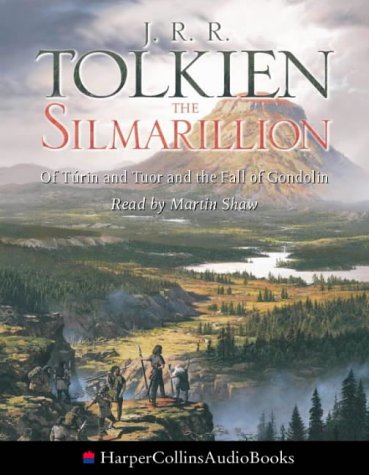 J. R. R.
TOLKIEN
THE
SILMARILLION
Of Túrin and Tuor and the Fall of Gondolin
Read by Martin Shaw
HarperCollinsAudioBooks